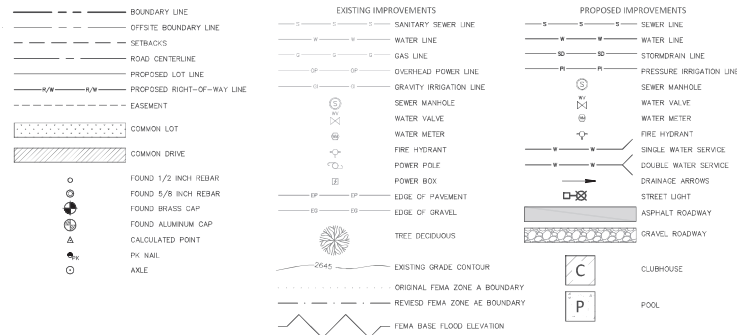 BOUNDARY LINE
OFFSITE BOUNDARY LINE
SETBACKS
ROAD CENTERLINE
PROPOSED LOT LINE
R/W R/W PROPOSED RIGHT-OF-WAY LINE
EASEMENT
COMMON LOT
COMMON DRIVE
FOUND 1/2 INCH REBAR
FOUND 5/8 INCH REBAR
FOUND BRASS CAP
FOUND ALUMINUM CAP
CALCULATED POINT
PK PK NAIL
AXLE
EXISTING IMPROVEMENTS
S S S SANITARY SEWER LINE
W W WATER LINE
G G G GAS LINE
OP OP OVERHEAD POWER LINE
GI GI GRAVITY IRRIGATION LINE
S SEWER MANHOLE
WV WATER VALVE
WATER METER
FIRE HYDRANT
POWER POLE
POWER BOX
EP EP EDGE OF PAVEMENT
EG EG EDGE OF GRAVEL
TREE DECIDUOUS
2645 EXISTING GRADE CONTOUR
ORIGINAL FEMA ZONE A BOUNDARY
REVIESD FEMA ZONE AE BOUNDARY
FEMA BASE FLOOD ELEVATION
PROPOSED IMPROVEMENTS
S S S SEWER LINE
W W WATER LINE
SD SD STORMDRAIN LINE
PI PI PRESSURE IRRIGATION LINE
S SEWER MANHOLE
WV WATER VALVE
WATER METER
FIRE HYDRANT
W W SINGLE WATER SERVICE
W W DOUBLE WATER SERVICE
DRAINAGE ARROWS
STREET LIGHT
ASPHALT ROADWAY
GRAVEL ROADWAY
C CLUBHOUSE
P POOL